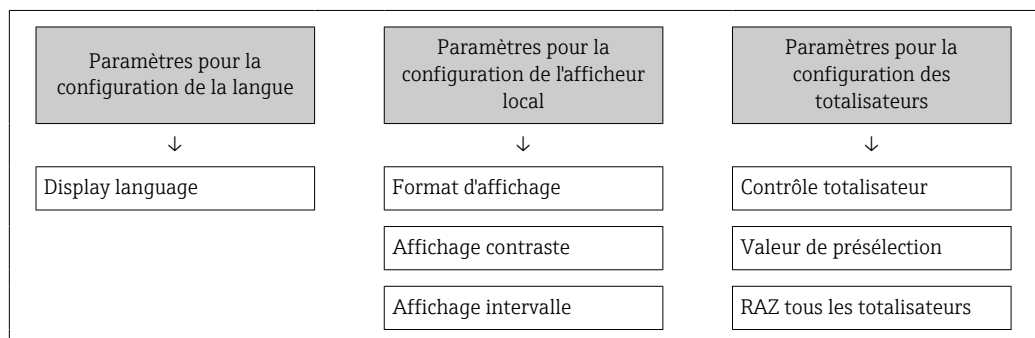 Paramètres pour la
configuration de la langue
↓
Display language
Paramètres pour la
configuration de l'afficheur
local
↓
Format d'affichage
Affichage contraste
Affichage intervalle
Paramètres pour la
configuration des
totalisateurs
↓
Contrôle totalisateur
Valeur de présélection
RAZ tous les totalisateurs